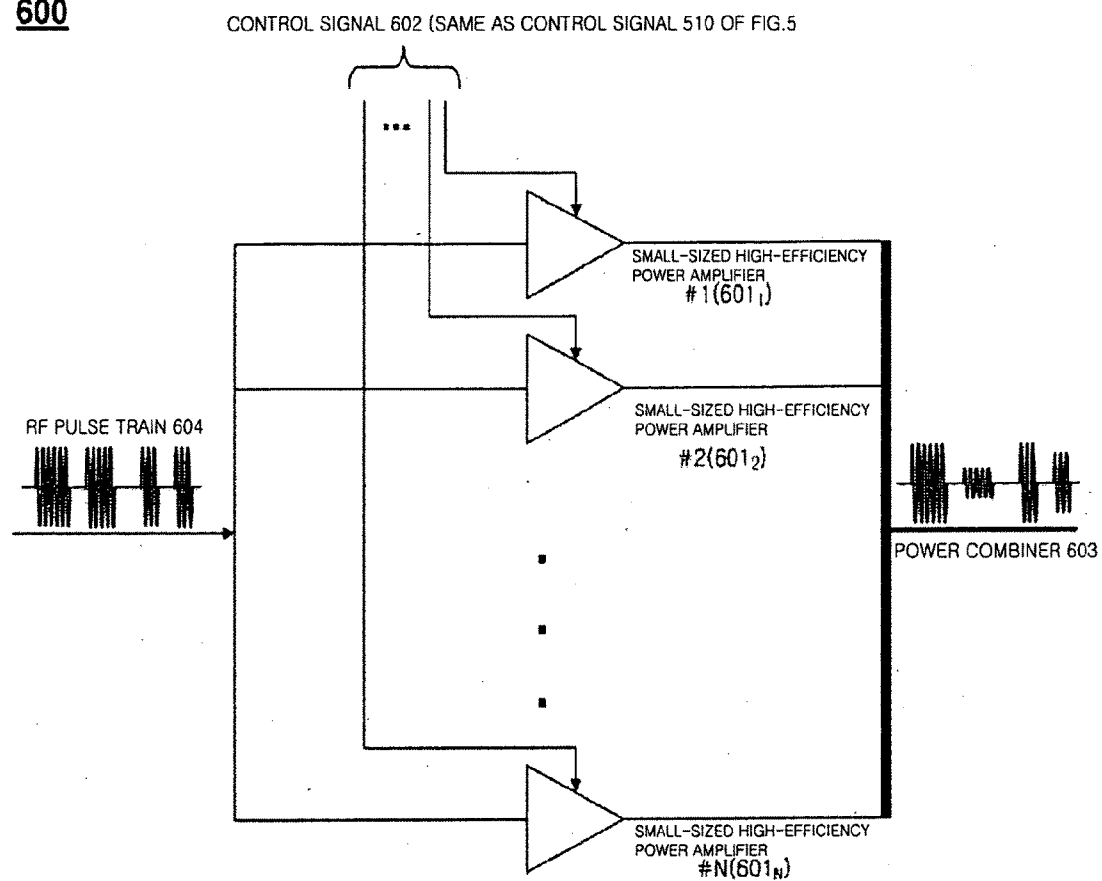 600
CONTROL SIGNAL 602 (SAME AS CONTROL SIGNAL 510 OF FIG.5
SMALL-SIZED HIGH-EFFICIENCY
POWER AMPLIFIER
#1(601₁)
SMALL-SIZED HIGH-EFFICIENCY
POWER AMPLIFIER
#2(601₂)
RF PULSE TRAIN 604
POWER COMBINER 603
SMALL-SIZED HIGH-EFFICIENCY
POWER AMPLIFIER
#N(601ₙ)